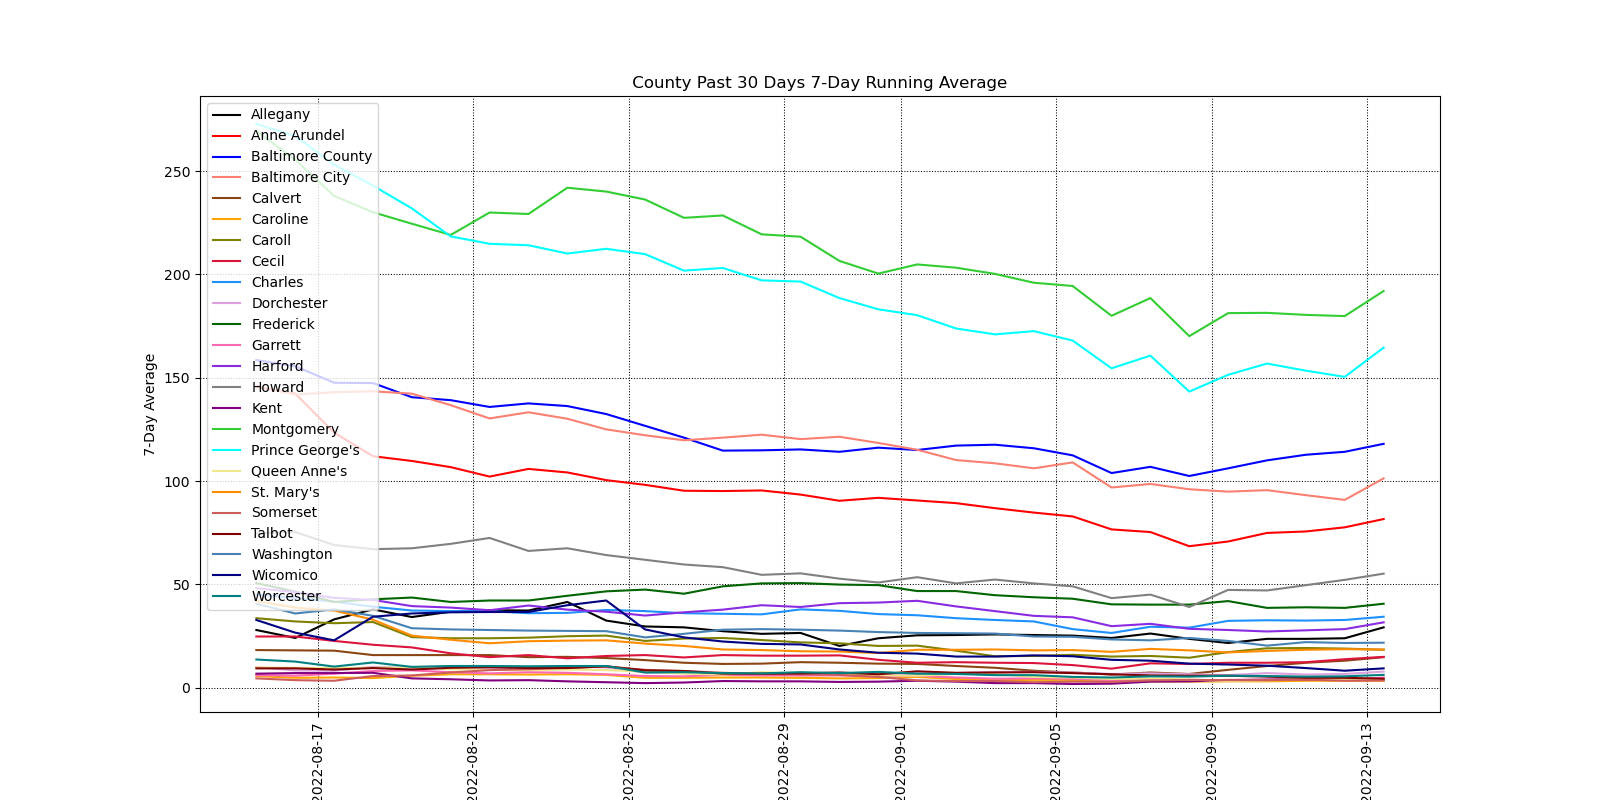 County Past 30 Days 7-Day Running Average
7-Day Average
250
200
150
100
50
0
Allegany
Anne Arundel
Baltimore County
Baltimore City
Calvert
Caroline
Caroll
Cecil
Charles
Dorchester
Frederick
Garrett
Harford
Howard
Kent
Montgomery
Prince George's
Queen Anne's
St. Mary's
Somerset
Talbot
Washington
Wicomico
Worcester
2022-08-17
2022-08-21
2022-08-25
2022-08-29
2022-09-01
2022-09-05
2022-09-09
2022-09-13